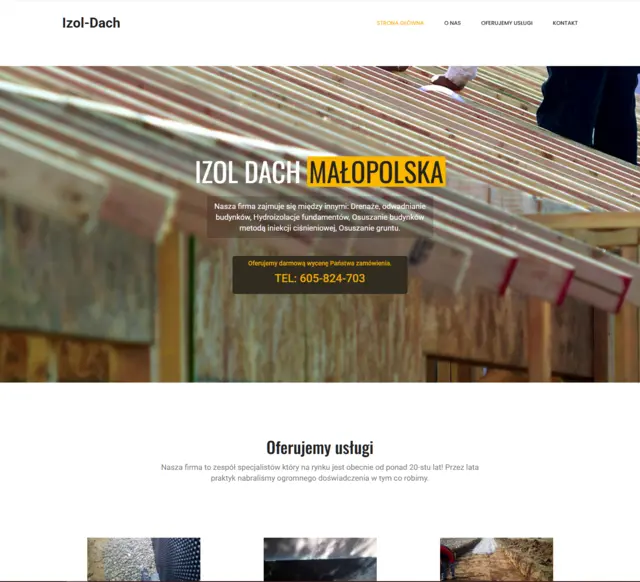 Izol-Dach
STRONA GŁÓWNA O NAS OFERUJEMY USŁUGI KONTAKT
IZOL DACH MAŁOPOLSKA
Nasza firma zajmuje się między innymi: Drenaże, odwadnianie
budynków, Hydroizolacje fundamentów, Osuszanie budynków
metodą iniekcji ciśnieniowej, Osuszanie gruntu.
Oferujemy darmową wycenę Państwa zamówienia.
TEL: 605-824-703
Oferujemy usługi
Nasza firma to zespół specjalistów który na rynku jest obecnie od ponad 20-stu lat! Przez lata
praktyk nabraliśmy ogromnego doświadczenia w tym co robimy.